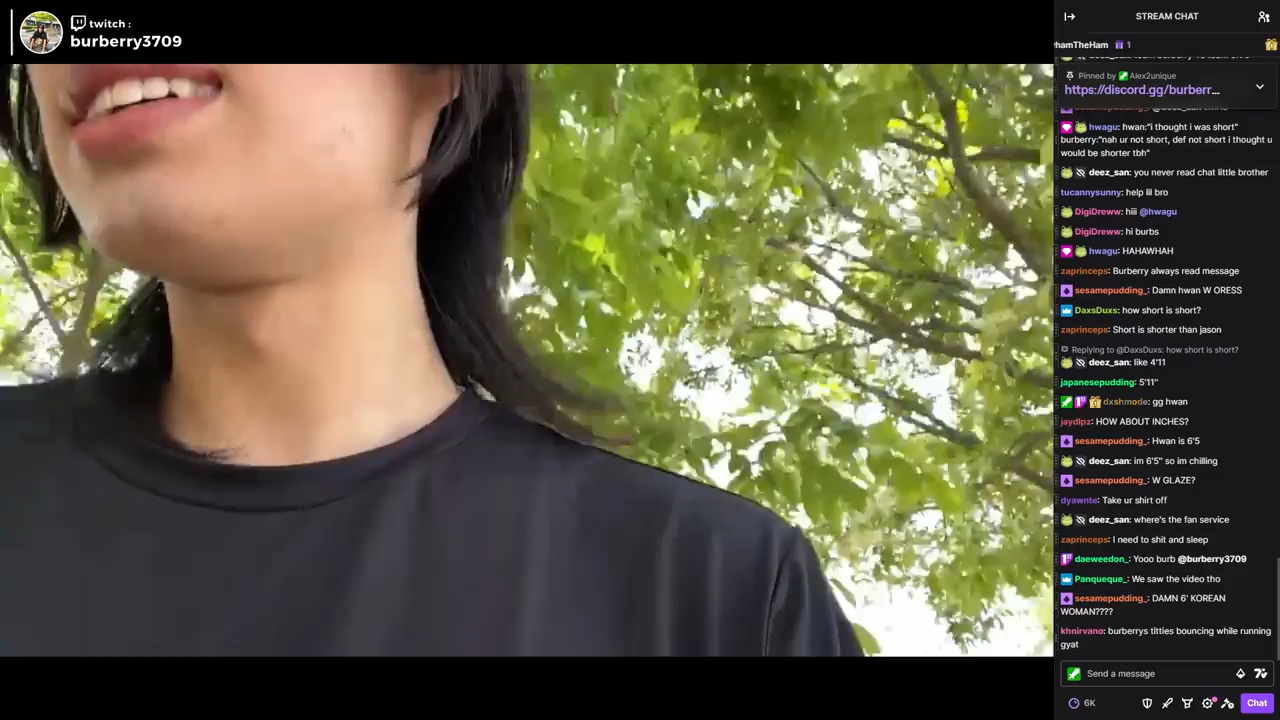 twitch :
burberry3709
STREAM CHAT
hamTheHam 1
Pinned by Alex2unique
https://discord.gg/burberr...
hwagu: hwan:"i thought i was short"
burberry:"nah ur not short, def not short i thought u
would be shorter tbh"
deez_san: you never read chat little brother
tucannysunny: help lil bro
DigiDreww: hiii @hwagu
DigiDreww: hi burbs
hwagu: HAHAWHAH
zaprinceps: Burberry always read message
sesamepudding_: Damn hwan W ORESS
DaxsDuxs: how short is short?
zaprinceps: Short is shorter than jason
Replying to @DaxsDuxs: how short is short?
deez_san: like 4'11
japanesepudding: 5'11"
dxshmode: gg hwan
jaydlpz: HOW ABOUT INCHES?
sesamepudding_: Hwan is 6'5
deez_san: im 6'5" so im chilling
sesamepudding_: W GLAZE?
dyawnte: Take ur shirt off
deez_san: where's the fan service
zaprinceps: I need to shit and sleep
daeweedon_: Yooo burb @burberry3709
Panqueque_: We saw the video tho
sesamepudding_: DAMN 6' KOREAN
WOMAN????
khnirvano: burberrys titties bouncing while running
gyat
Send a message
6K
Chat